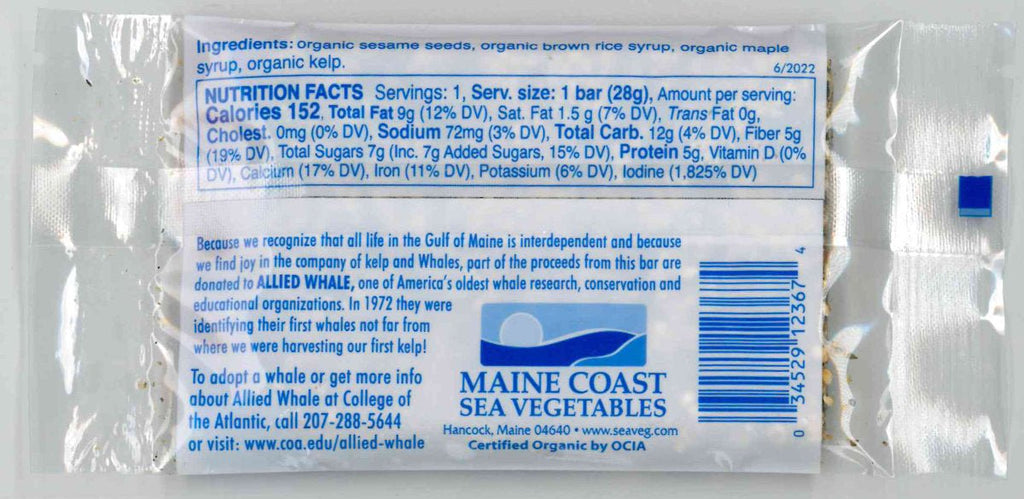 Ingredients: organic sesame seeds, organic brown rice syrup, organic maple
syrup, organic kelp.
6/2022
NUTRITION FACTS Servings: 1, Serv. size: 1 bar (28g), Amount per serving:
Calories 152, Total Fat 9g (12% DV), Sat. Fat 1.5 g (7% DV), Trans Fat 0g,
Cholest. 0mg (0% DV), Sodium 72mg (3% DV), Total Carb. 12g (4% DV), Fiber 5g
(19% DV), Total Sugars 7g (Inc. 7g Added Sugars, 15% DV), Protein 5g, Vitamin D (0%
DV), Calcium (17% DV), Iron (11% DV), Potassium (6% DV), Iodine (1,825% DV)
Because we recognize that all life in the Gulf of Maine is interdependent and because
we find joy in the company of kelp and Whales, part of the proceeds from this bar are
donated to ALLIED WHALE, one of America's oldest whale research, conservation and
educational organizations. In 1972 they were
identifying their first whales not far from
where we were harvesting our first kelp!
To adopt a whale or get more info
about Allied Whale at College of
the Atlantic, call 207-288-5644
or visit: www.coa.edu/allied-whale
MAINE COAST
SEA VEGETABLES
Hancock, Maine 04640 • www.seaveg.com
Certified Organic by OCIA
0 34529 12367 4